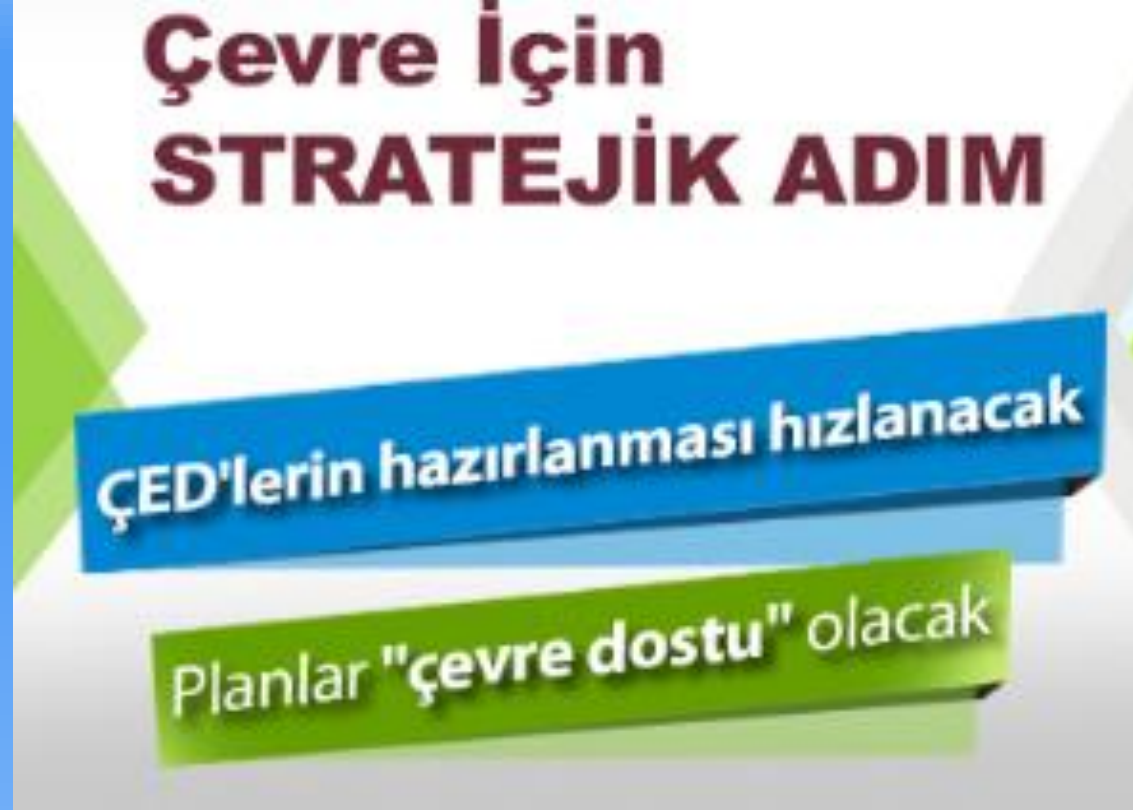 Çevre İçin
STRATEJİK ADIM
ÇED'lerin hazırlanması hızlanacak
Planlar "çevre dostu" olacak